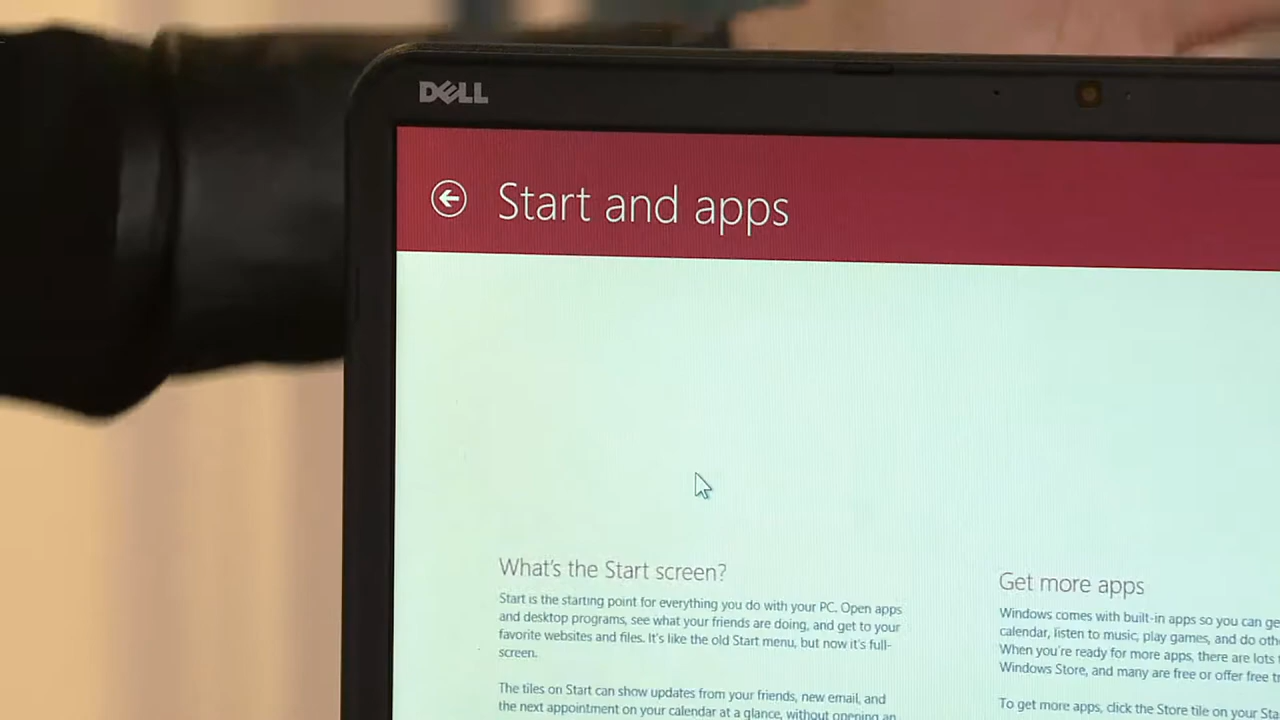 DELL
Start and apps
What's the Start screen?
Start is the starting point for everything you do with your PC. Open apps
and desktop programs, see what your friends are doing, and get to your
favorite websites and files. It's like the old Start menu, but now it's full-
screen.
The tiles on Start can show updates from your friends, new email, and
the next appointment on your calendar at a glance, without opening an
Get more apps
Windows comes with built-in apps so you can ge
calendar, listen to music, play games, and do othe
When you're ready for more apps, there are lots
Windows Store, and many are free or offer free tr
To get more apps, click the Store tile on your Sta